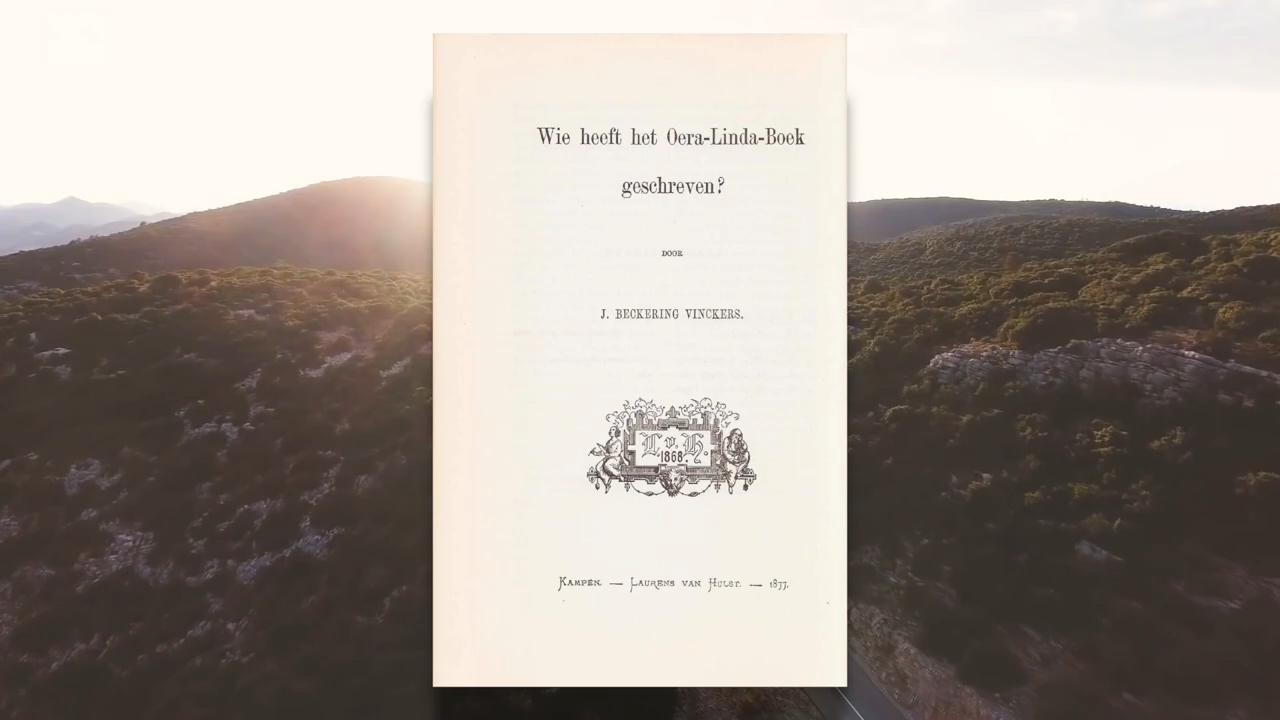 Wie heeft het Oera-Linda-Boek
geschreven?
DOOR
J. BECKERING VINCKERS.
L. v. H.
1868.
KAMPEN. — LAURENS VAN HULST. — 1877.